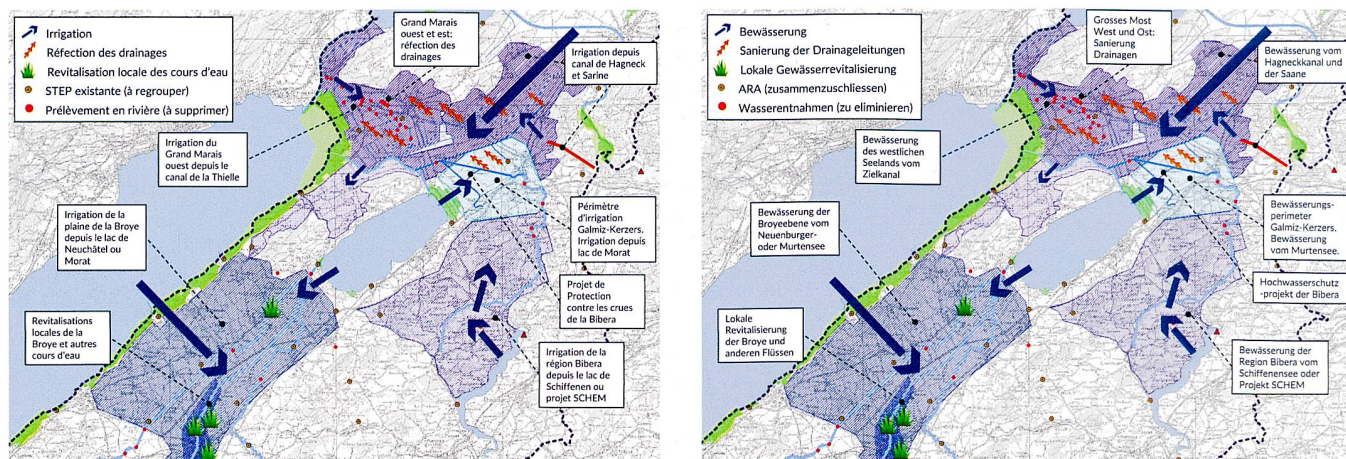 Irrigation
Réfection des drainages
Revitalisation locale des cours d'eau
STEP existante (à regrouper)
Prélèvement en rivière (à supprimer)
Grand Marais
ouest et est:
réfection des
drainages
Irrigation depuis
canal de Hagneck
et Sarine
Irrigation du
Grand Marais
ouest depuis le
canal de la Thielle
Irrigation de la
plaine de la Broye
depuis le lac de
Neuchâtel ou
Morat
Périmètre
d'irrigation
Galmiz-Kerzers.
Irrigation depuis
lac de Morat
Projet de
Protection
contre les crues
de la Bibera
Revitalisations
locales de la
Broye et autres
cours d'eau
Irrigation de la
région Bibera
depuis le lac de
Schiffenen ou
projet SCHEM
Bewässerung
Sanierung der Drainageleitungen
Lokale Gewässerrevitalisierung
ARA (zusammenzuschliessen)
Wasserentnahmen (zu eliminieren)
Grosses Most
West und Ost:
Sanierung
Drainagen
Bewässerung vom
Hagneckkanal und
der Saane
Bewässerung
des westlichen
Seelands vom
Zielkanal
Bewässerung der
Broyeebene vom
Neuenburger-
oder Murtensee
Bewässerungs-
perimeter
Galmiz-Kerzers.
Bewässerung
vom Murtensee.
Hochwasserschutz
-projekt der Bibera
Lokale
Revitalisierung
der Broye und
anderen Flüssen
Bewässerung der
Region Bibera vom
Schiffenensee oder
Projekt SCHEM